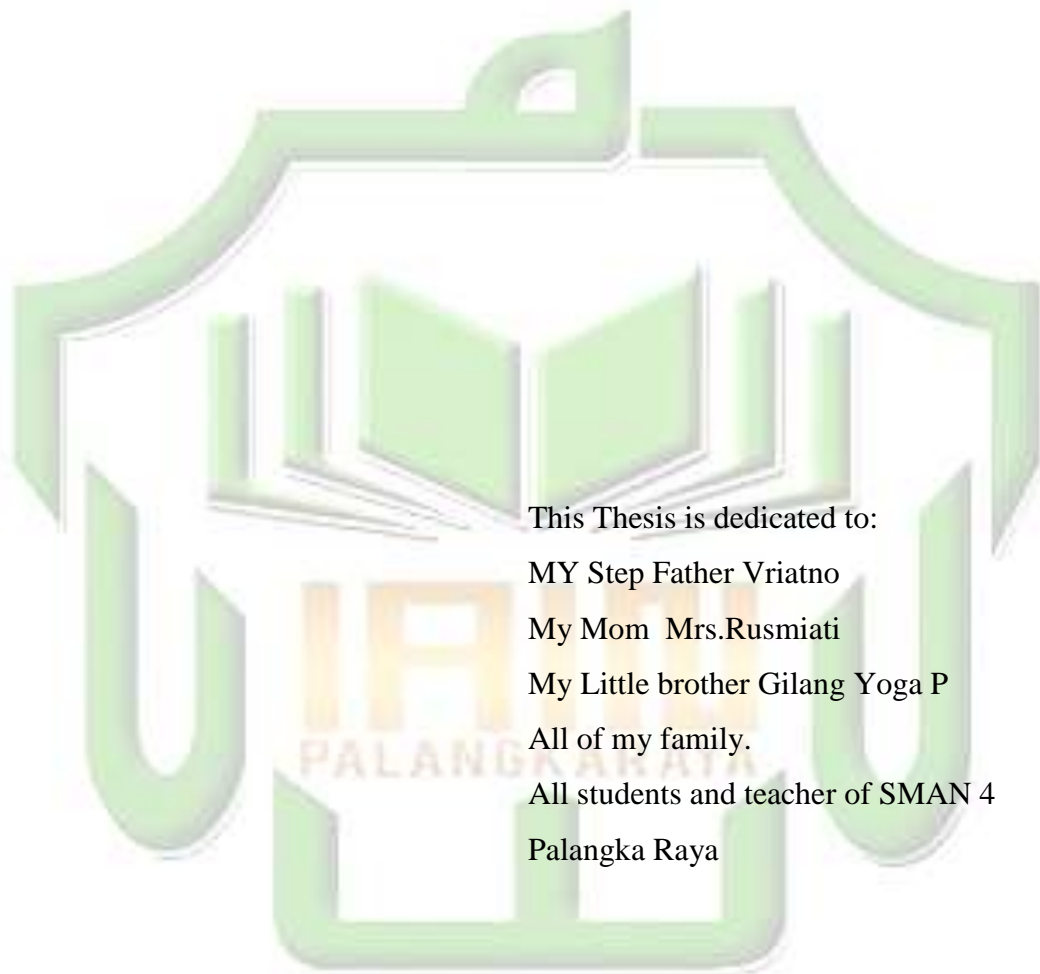 This Thesis is dedicated to:
MY Step Father Vriatno
My Mom Mrs.Rusmiati
My Little brother Gilang Yoga P
All of my family.
All students and teacher of SMAN 4
Palangka Raya
IAIN
PALANGKARAYA